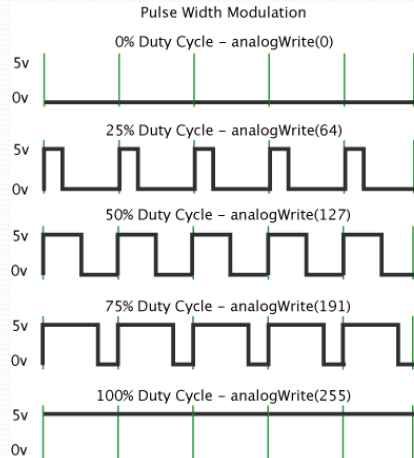 Pulse Width Modulation
0% Duty Cycle – analogWrite(0)
5v
0v
25% Duty Cycle – analogWrite(64)
5v
0v
50% Duty Cycle – analogWrite(127)
5v
0v
75% Duty Cycle – analogWrite(191)
5v
0v
100% Duty Cycle – analogWrite(255)
5v
0v